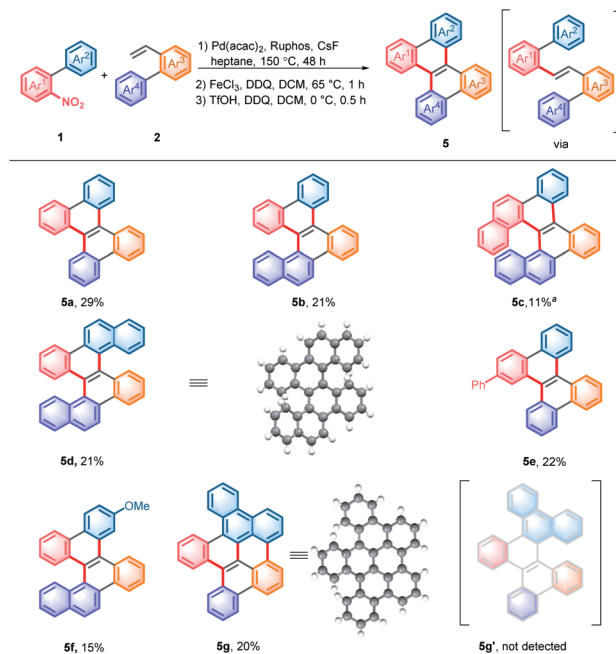 Ar²
Ar¹
NO₂
1
+
Ar³
Ar⁴
2
1) Pd(acac)₂, Ruphos, CsF
heptane, 150 °C, 48 h
2) FeCl₃, DDQ, DCM, 65 °C, 1 h
3) TfOH, DDQ, DCM, 0 °C, 0.5 h
Ar²
Ar¹
Ar³
Ar⁴
5
Ar²
Ar¹
Ar⁴
Ar³
via
5a, 29%
5b, 21%
5c,11%ᵃ
5d, 21%
Ph
5e, 22%
OMe
5f, 15%
5g, 20%
5g', not detected